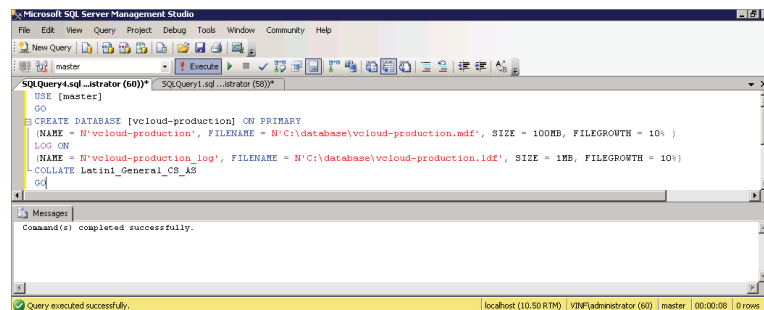 Microsoft SQL Server Management Studio
File Edit View Query Project Debug Tools Window Community Help
New Query
master Execute
SQLQuery4.sql ...istrator (60))* SQLQuery1.sql ...istrator (58))*
USE [master]
GO
CREATE DATABASE [vcloud-production] ON PRIMARY
(NAME = N'vcloud-production', FILENAME = N'C:\database\vcloud-production.mdf', SIZE = 100MB, FILEGROWTH = 10% )
LOG ON
(NAME = N'vcloud-production_log', FILENAME = N'C:\database\vcloud-production.ldf', SIZE = 1MB, FILEGROWTH = 10%)
COLLATE Latin1_General_CS_AS
GO
Messages
Command(s) completed successfully.
Query executed successfully. localhost (10.50 RTM) VINF\administrator (60) master 00:00:08 0 rows